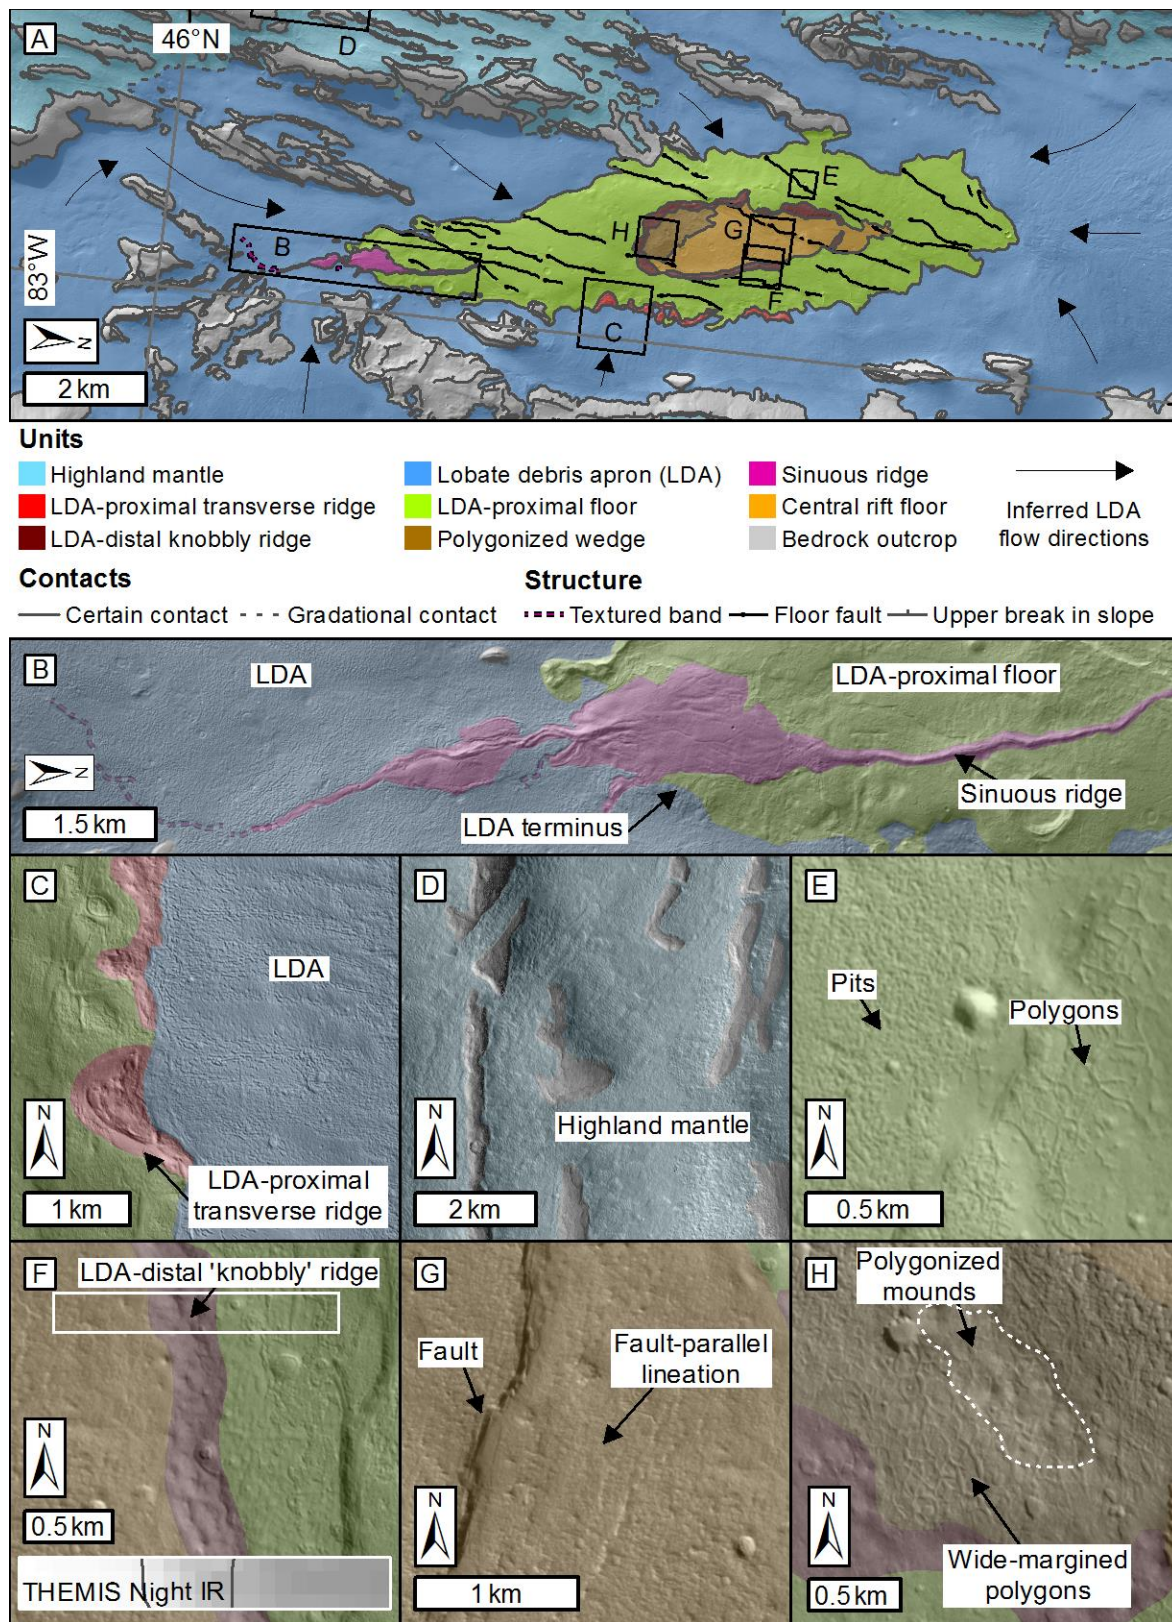 A
46°N
D
E
B
H
G
F
83°W
C
N
2 km
Units
Highland mantle
Lobate debris apron (LDA)
Sinuous ridge
LDA-proximal transverse ridge
LDA-proximal floor
Central rift floor
Inferred LDA
flow directions
LDA-distal knobbly ridge
Polygonized wedge
Bedrock outcrop
Contacts
Structure
Certain contact
Gradational contact
Textured band
Floor fault
Upper break in slope
B
LDA
LDA-proximal floor
N
Sinuous ridge
1.5 km
LDA terminus
C
LDA
N
LDA-proximal
transverse ridge
1 km
D
Highland mantle
N
2 km
E
Pits
Polygons
N
0.5 km
F
LDA-distal 'knobbly' ridge
N
0.5 km
THEMIS Night IR
G
Fault
Fault-parallel
lineation
N
1 km
H
Polygonized
mounds
N
Wide-margined
polygons
0.5 km